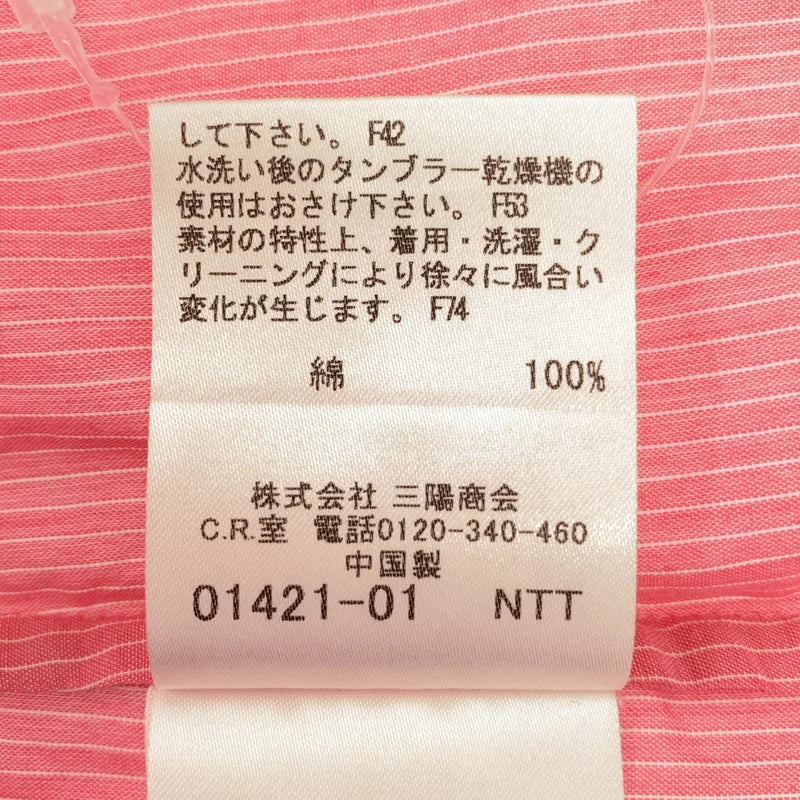 して下さい。 F42
水洗い後のタンブラー乾燥機の
使用はおさけ下さい。 F53
素材の特性上、着用・洗濯・ク
リーニングにより徐々に風合い
変化が生じます。 F74
綿 100%
株式会社 三陽商会
C.R.室 電話0120-340-460
中国製
01421-01 NTT